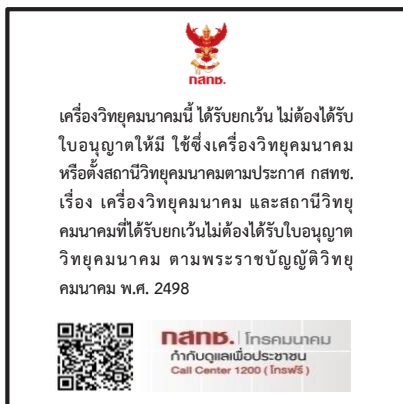 กสทช.
เครื่องวิทยุคมนาคมนี้ ได้รับยกเว้น ไม่ต้องได้รับ
ใบอนุญาตให้มี ใช้ซึ่งเครื่องวิทยุคมนาคม
หรือตั้งสถานีวิทยุคมนาคมตามประกาศ กสทช.
เรื่อง เครื่องวิทยุคมนาคม และสถานีวิทยุ
คมนาคมที่ได้รับยกเว้นไม่ต้องได้รับใบอนุญาต
วิทยุคมนาคม ตามพระราชบัญญัติวิทยุ
คมนาคม พ.ศ. 2498
กสทช. | โทรคมนาคม
กำกับดูแลเพื่อประชาชน
Call Center 1200 ( โทรฟรี )